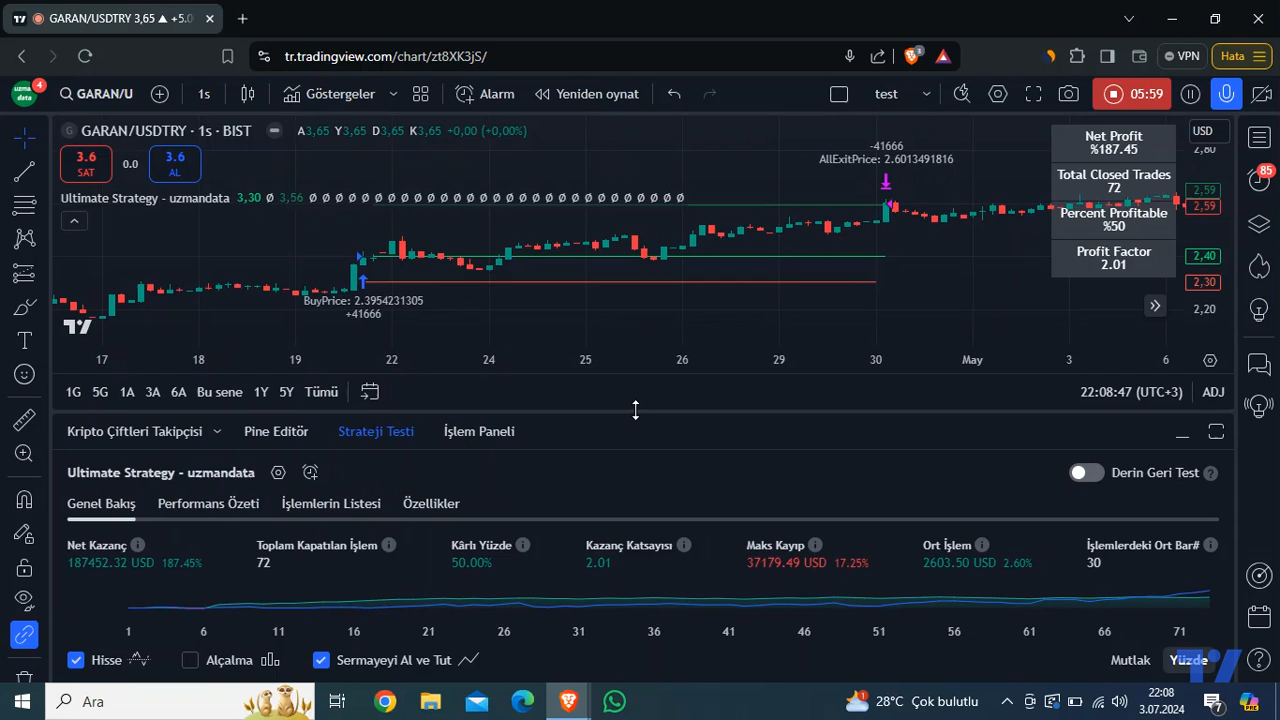 GARAN/USDTRY 3,65 ▲ +5.0
tr.tradingview.com/chart/zt8XK3jS/
3
VPN
Hata
uzman data
4
GARAN/U
1s
Göstergeler
Alarm
Yeniden oynat
test
05:59
GARAN/USDTRY · 1s · BIST
A3,65 Y3,65 D3,65 K3,65 +0,00 (+0,00%)
USD
3.6
SAT
0.0
3.6
AL
Ultimate Strategy - uzmandata 3,30 ø 3,56 ø ø ø ø ø ø ø ø ø ø ø ø ø ø ø ø ø ø ø ø ø ø ø ø ø ø ø ø ø
-41666
AllExitPrice: 2.6013491816
BuyPrice: 2.3954231305
+41666
Net Profit
%187.45
Total Closed Trades
72
Percent Profitable
%50
Profit Factor
2.01
2,80
2,59
2,59
2,40
2,30
2,20
85
17 18 19 22 24 25 26 29 30 May 3 6
1G 5G 1A 3A 6A Bu sene 1Y 5Y Tümü
22:08:47 (UTC+3) ADJ
Kripto Çiftleri Takipçisi
Pine Editör
Strateji Testi
İşlem Paneli
Ultimate Strategy - uzmandata
Derin Geri Test
Genel Bakış
Performans Özeti
İşlemlerin Listesi
Özellikler
Net Kazanç
187452.32 USD 187.45%
Toplam Kapatılan İşlem
72
Kârlı Yüzde
50.00%
Kazanç Katsayısı
2.01
Maks Kayıp
37179.49 USD 17.25%
Ort İşlem
2603.50 USD 2.60%
İşlemlerdeki Ort Bar#
30
1 6 11 16 21 26 31 36 41 46 51 56 61 66 71
Hisse
Alçalma
Sermayeyi Al ve Tut
Mutlak
Yüzde
Ara
28°C Çok bulutlu
22:08
3.07.2024
7
PRE